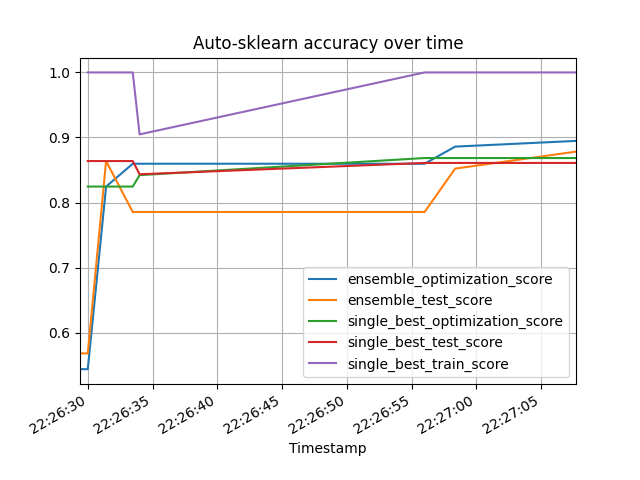 Auto-sklearn accuracy over time
1.0
0.9
0.8
0.7
0.6
ensemble_optimization_score
ensemble_test_score
single_best_optimization_score
single_best_test_score
single_best_train_score
22:26:30
22:26:35
22:26:40
22:26:45
22:26:50
22:26:55
22:27:00
22:27:05
Timestamp